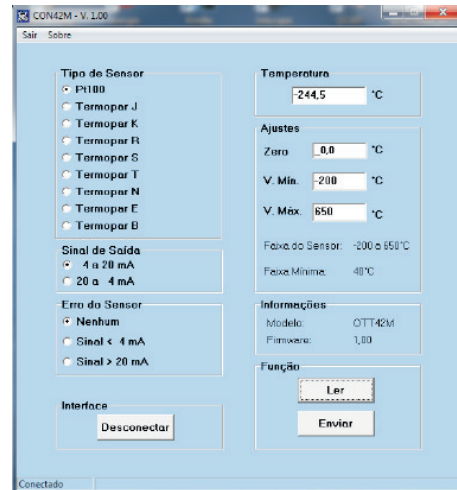 CON42M - V. 1.00
Sair Sobre
Tipo de Sensor
Pt100
Termopar J
Termopar K
Termopar R
Termopar S
Termopar T
Termopar N
Termopar E
Termopar B
Sinal de Saída
4 a 20 mA
20 a 4 mA
Erro do Sensor
Nenhum
Sinal < 4 mA
Sinal > 20 mA
Interface
Desconectar
Temperatura
-244,5 °C
Ajustes
Zero _0,0 °C
V. Mín. -200 °C
V. Máx. 650 °C
Faixa do Sensor: -200 a 650°C
Faixa Mínima: 40°C
Informações
Modelo: OTT42M
Firmware: 1,00
Função
Ler
Enviar
Conectado